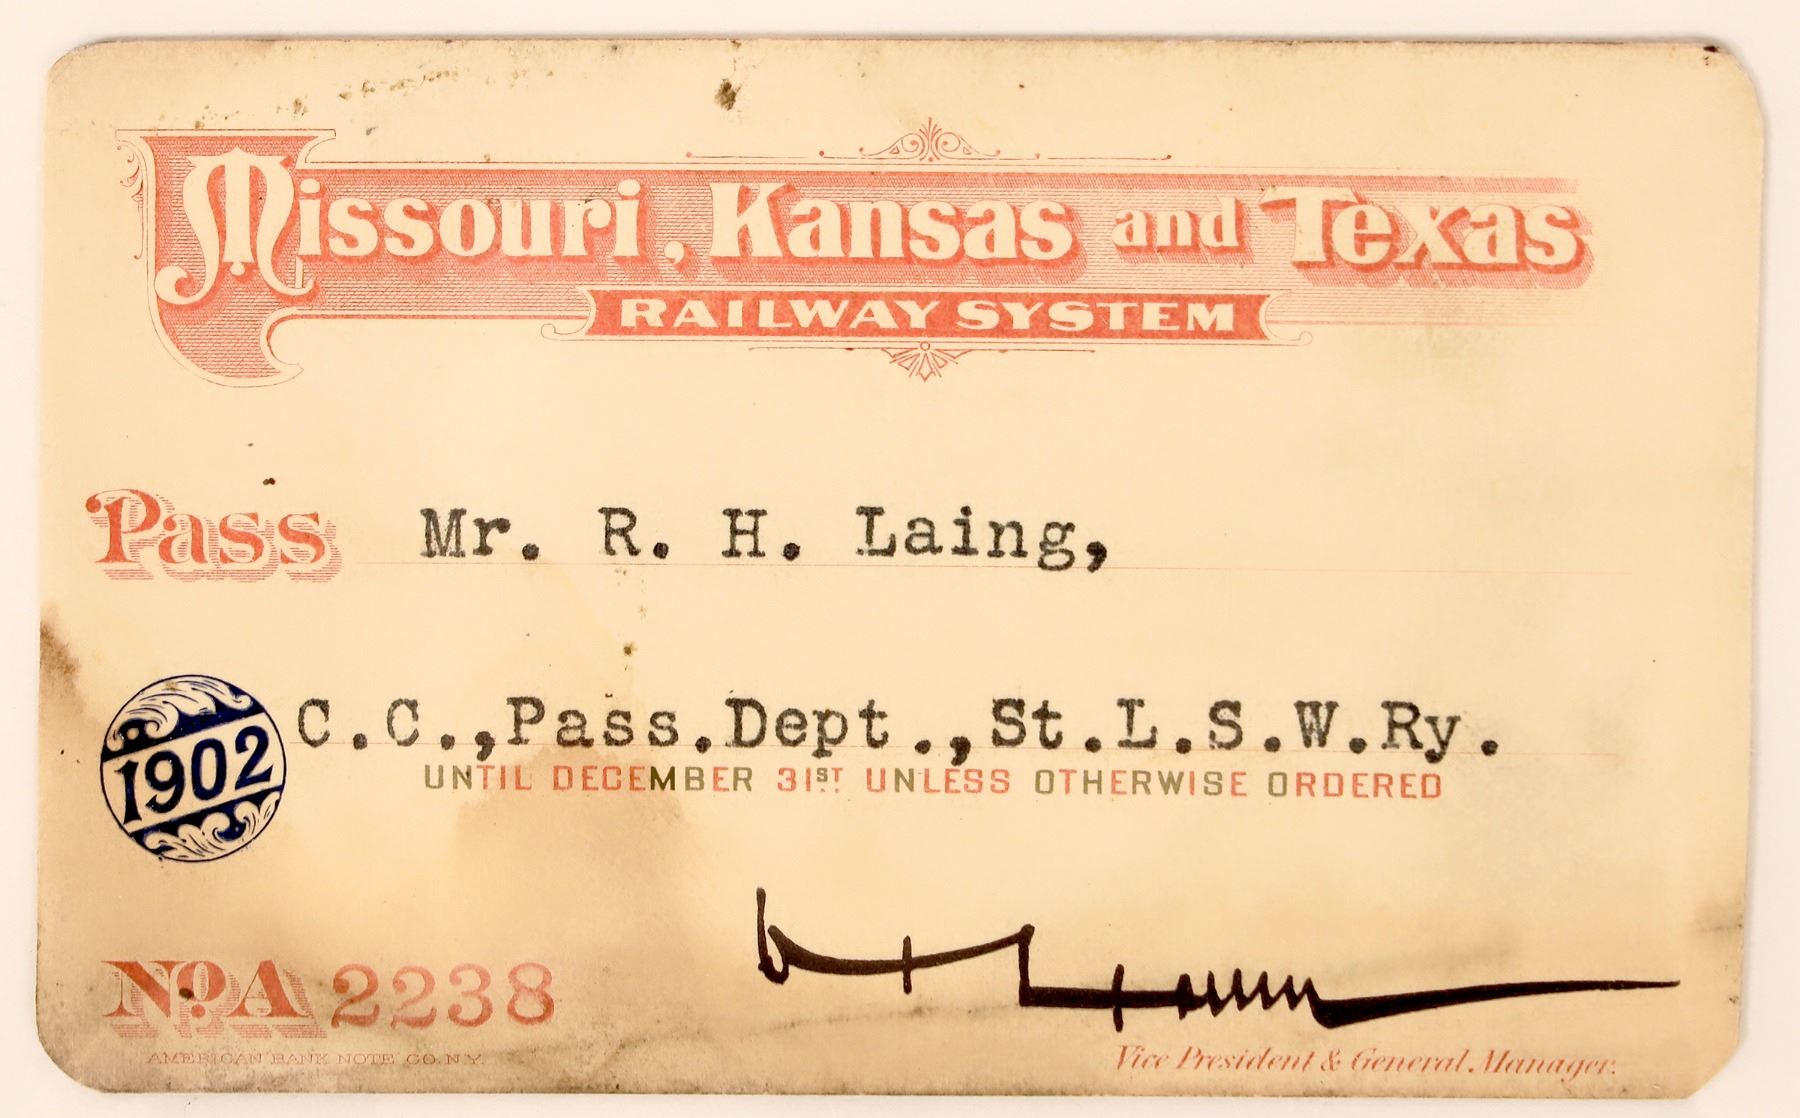 Missouri, Kansas and Texas
RAILWAY SYSTEM
Pass Mr. R. H. Laing,
1902
C.C.,Pass.Dept.,St.L.S.W.Ry.
UNTIL DECEMBER 31ST UNLESS OTHERWISE ORDERED
No. A 2238
AMERICAN BANK NOTE CO. N.Y.
Vice President & General Manager.